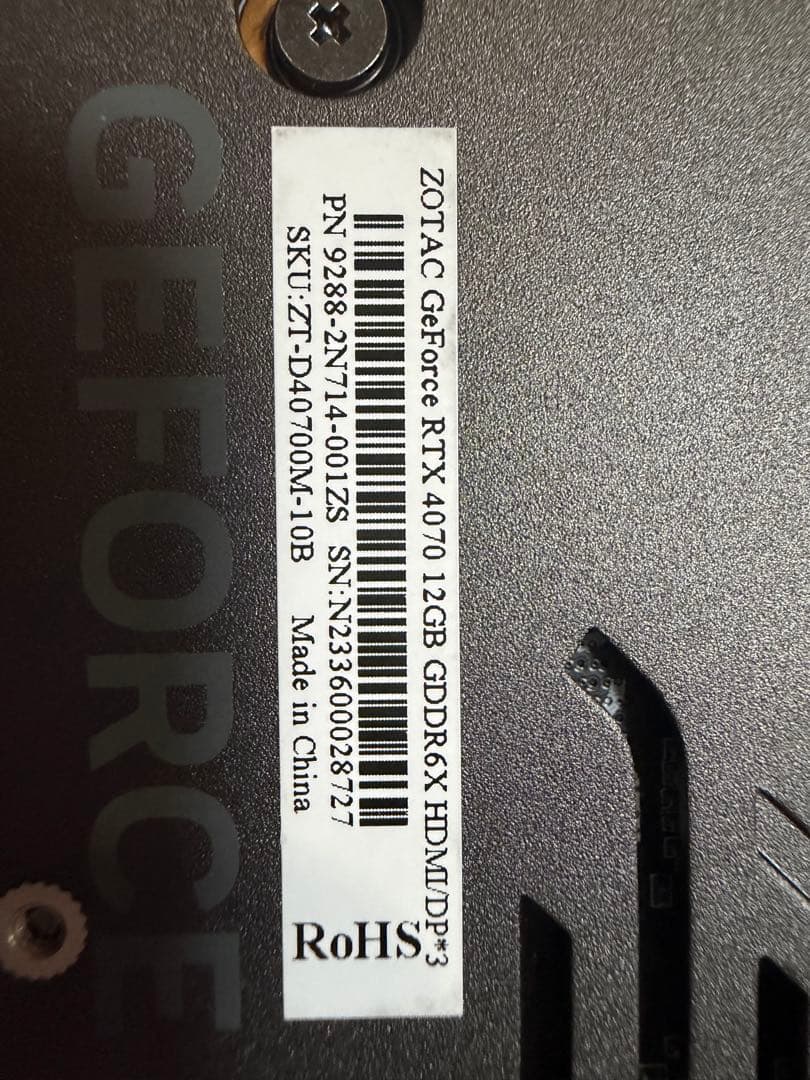 ZOTAC GeForce RTX 4070 12GB GDDR6X HDMI/DP*3
PN 9288-2N714-001ZS SN:N233600028727
SKU:ZT-D40700M-10B Made in China
RoHS
GEFORCE